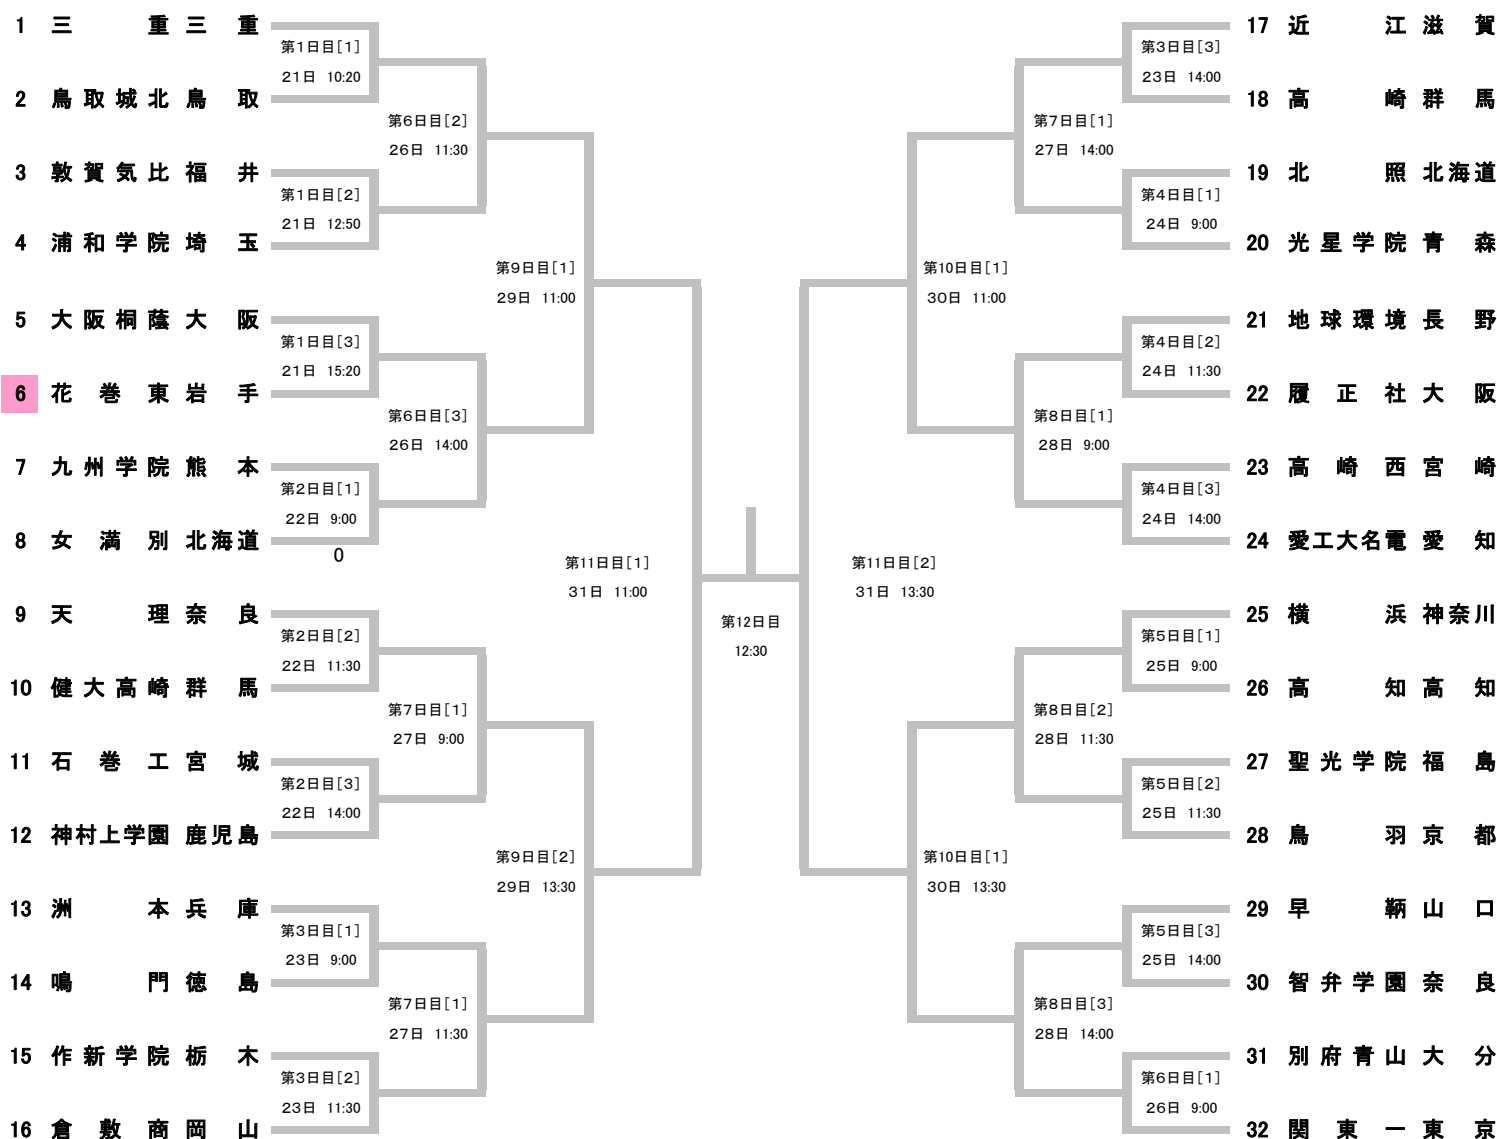 1 三重 三重
第1日目[1]
21日 10:20
2 鳥取城北 鳥取
第6日目[2]
26日 11:30
3 敦賀気比 福井
第1日目[2]
21日 12:50
4 浦和学院 埼玉
第9日目[1]
29日 11:00
5 大阪桐蔭 大阪
第1日目[3]
21日 15:20
6 花巻東 岩手
第6日目[3]
26日 14:00
7 九州学院 熊本
第2日目[1]
22日 9:00
8 女満別 北海道
0
第11日目[1]
31日 11:00
9 天理 奈良
第2日目[2]
22日 11:30
10 健大高崎 群馬
第7日目[1]
27日 9:00
11 石巻工 宮城
第2日目[3]
22日 14:00
12 神村上学園 鹿児島
第9日目[2]
29日 13:30
13 洲本 兵庫
第3日目[1]
23日 9:00
14 鳴門 徳島
第7日目[1]
27日 11:30
15 作新学院 栃木
第3日目[2]
23日 11:30
16 倉敷商 岡山
第12日目
12:30
17 近江 滋賀
第3日目[3]
23日 14:00
18 高崎 群馬
第7日目[1]
27日 14:00
19 北照 北海道
第4日目[1]
24日 9:00
20 光星学院 青森
第10日目[1]
30日 11:00
21 地球環境 長野
第4日目[2]
24日 11:30
22 履正社 大阪
第8日目[1]
28日 9:00
23 高崎西 宮崎
第4日目[3]
24日 14:00
24 愛工大名電 愛知
第11日目[2]
31日 13:30
25 横浜 神奈川
第5日目[1]
25日 9:00
26 高知 高知
第8日目[2]
28日 11:30
27 聖光学院 福島
第5日目[2]
25日 11:30
28 鳥羽 京都
第10日目[1]
30日 13:30
29 早鞆 山口
第5日目[3]
25日 14:00
30 智弁学園 奈良
第8日目[3]
28日 14:00
31 別府青山 大分
第6日目[1]
26日 9:00
32 関東一 東京